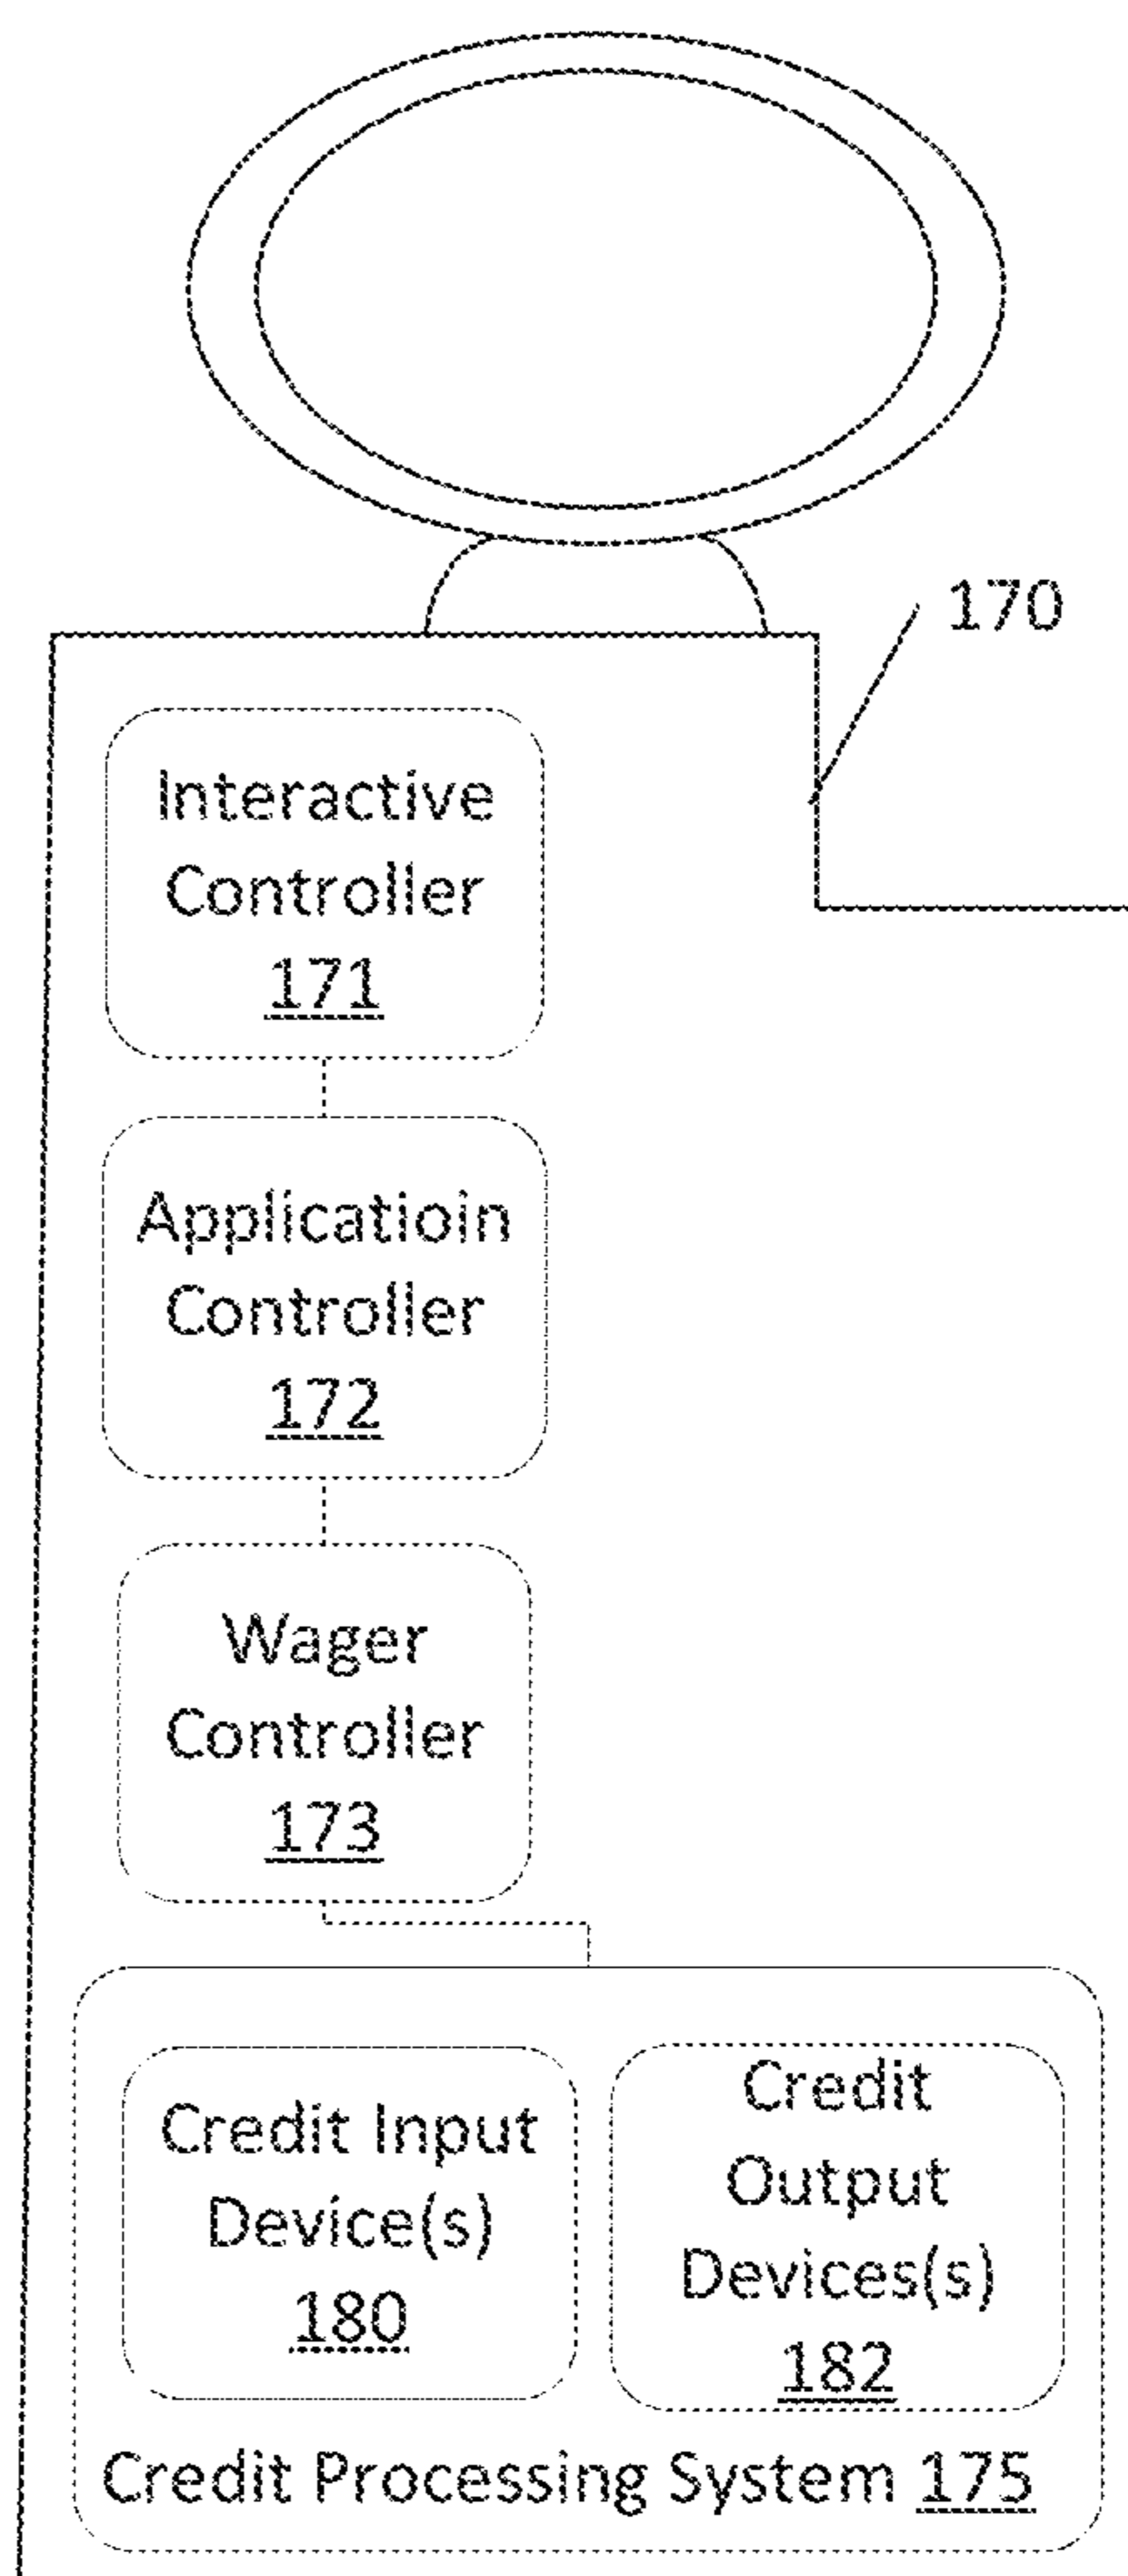 170
Interactive
Controller
171
Applicatioin
Controller
172
Wager
Controller
173
Credit Input
Device(s)
180
Credit
Output
Devices(s)
182
Credit Processing System 175